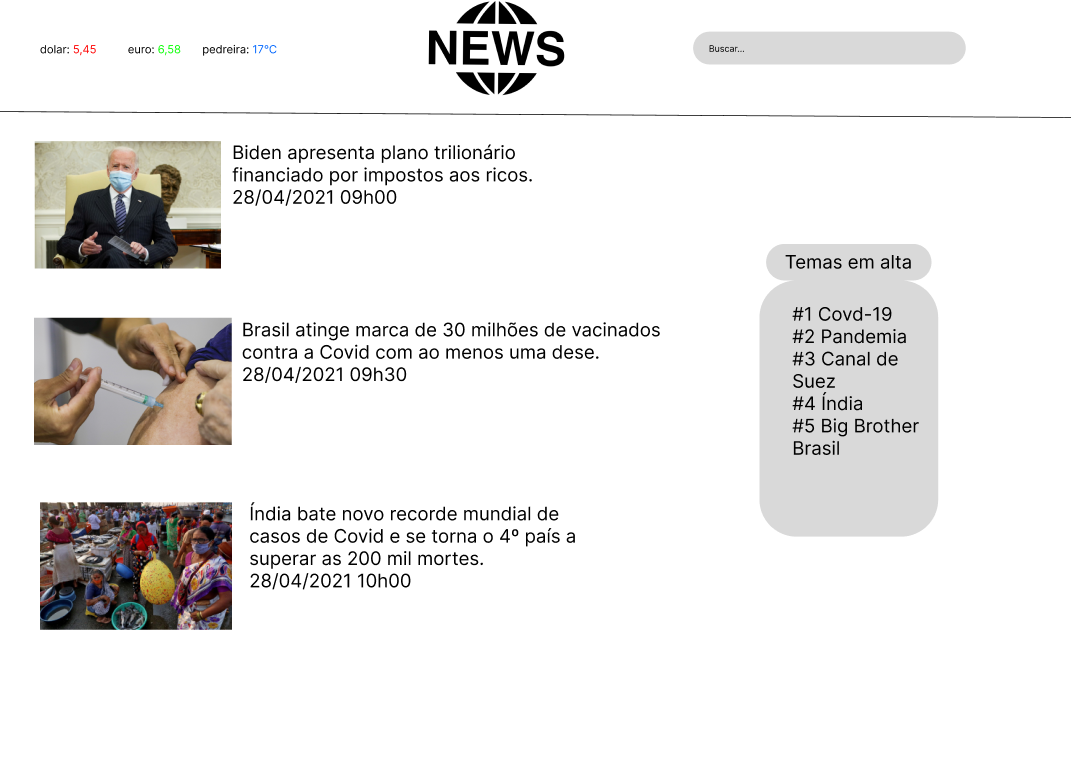 dolar: 5,45 euro: 6,58 pedreira: 17°C
NEWS
Buscar...
Biden apresenta plano trilionário
financiado por impostos aos ricos.
28/04/2021 09h00
Brasil atinge marca de 30 milhões de vacinados
contra a Covid com ao menos uma dese.
28/04/2021 09h30
Índia bate novo recorde mundial de
casos de Covid e se torna o 4º país a
superar as 200 mil mortes.
28/04/2021 10h00
Temas em alta
#1 Covd-19
#2 Pandemia
#3 Canal de
Suez
#4 Índia
#5 Big Brother
Brasil